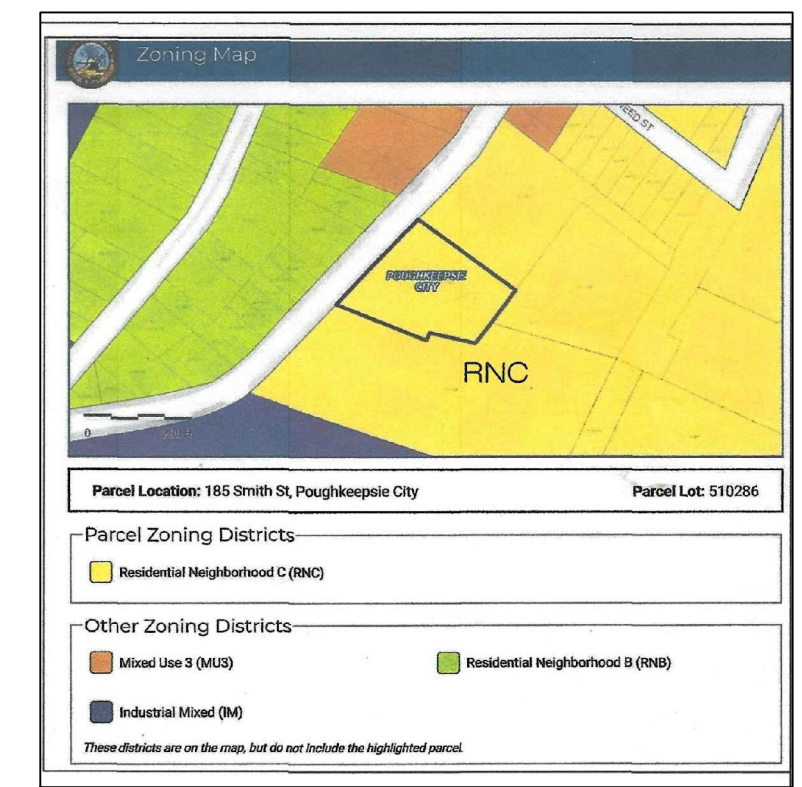 Zoning Map
EED ST
POUGHKEEPSIE
CITY
RNC
0
Parcel Location: 185 Smith St, Poughkeepsie City Parcel Lot: 510286
Parcel Zoning Districts
Residential Neighborhood C (RNC)
Other Zoning Districts
Mixed Use 3 (MU3) Residential Neighborhood B (RNB)
Industrial Mixed (IM)
These districts are on the map, but do not include the highlighted parcel.